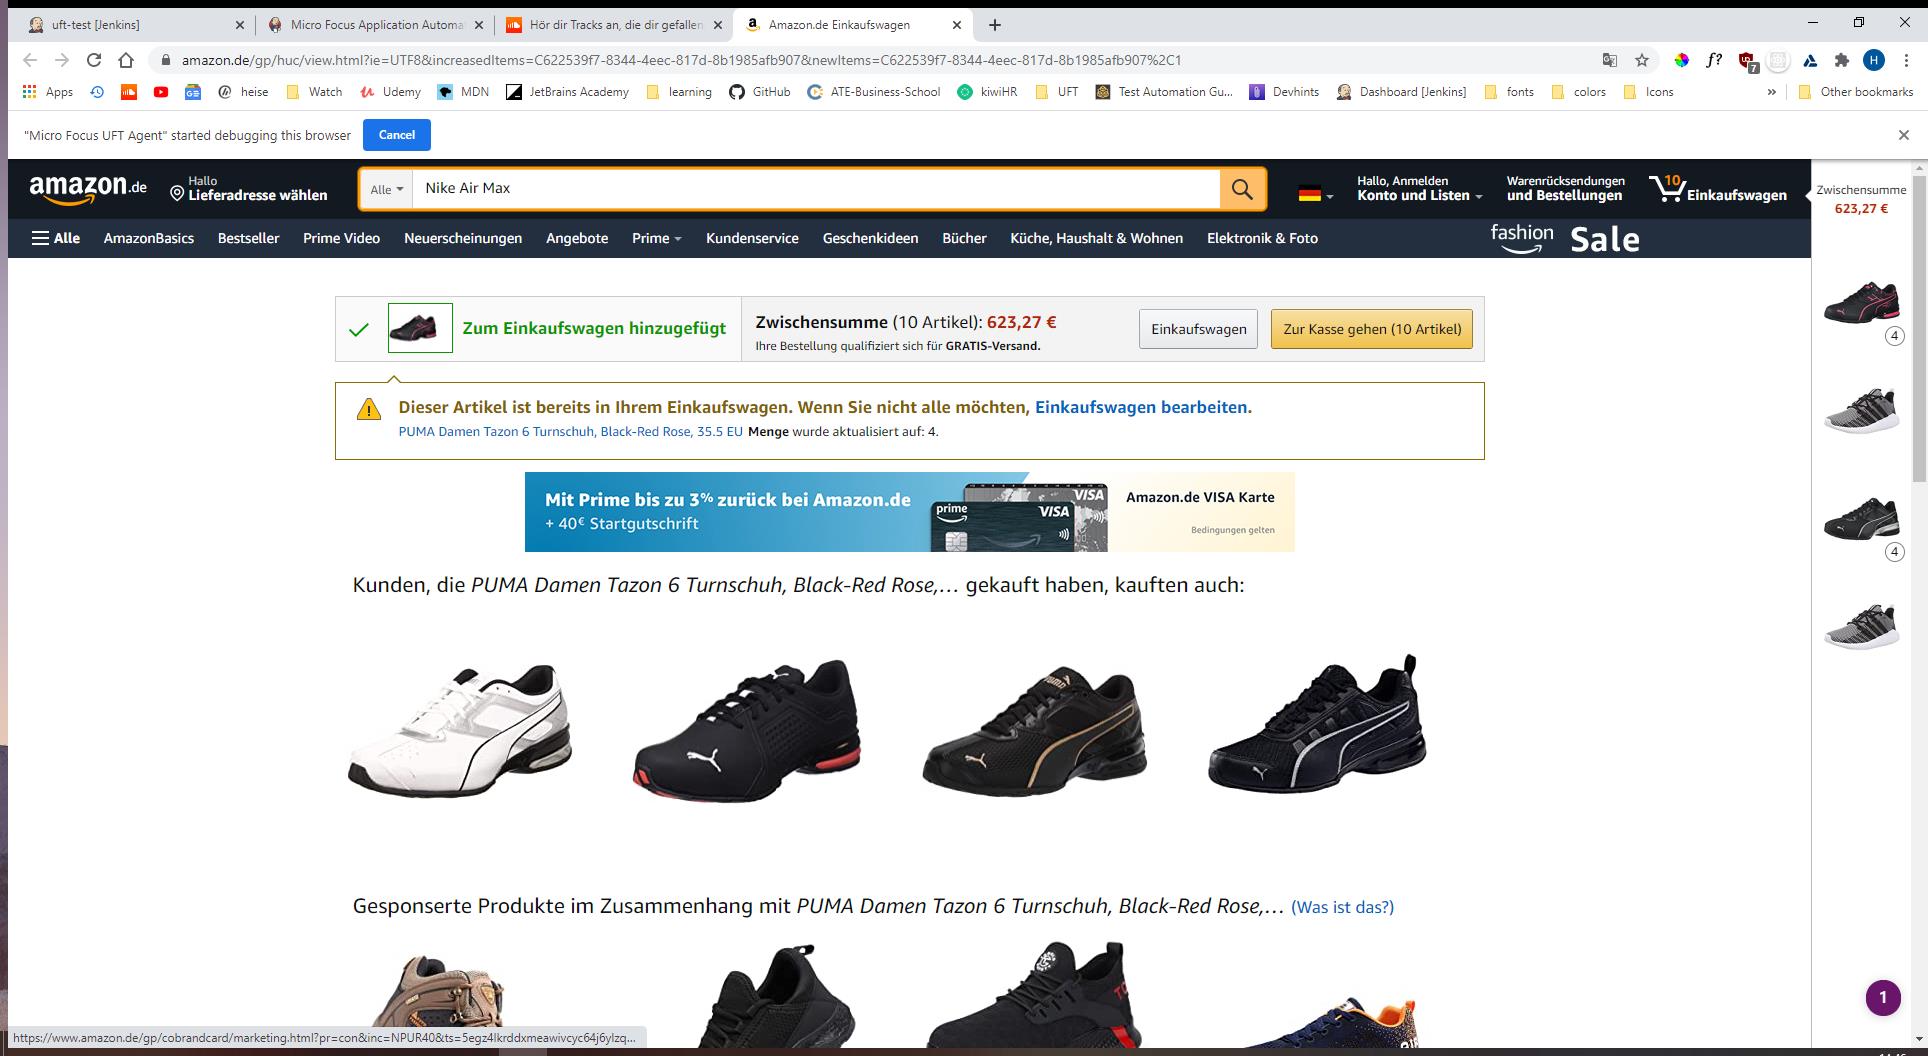 uft-test [Jenkins]
Micro Focus Application Automa
Hör dir Tracks an, die dir gefallen
Amazon.de Einkaufswagen
amazon.de/gp/huc/view.html?ie=UTF8&increasedItems=C622539f7-8344-4eec-817d-8b1985afb907&newItems=C622539f7-8344-4eec-817d-8b1985afb907%2C1
f?
7
H
Apps
heise
Watch
Udemy
MDN
JetBrains Academy
learning
GitHub
ATE-Business-School
kiwiHR
UFT
Test Automation Gu...
Devhints
Dashboard [Jenkins]
fonts
colors
Icons
»
Other bookmarks
"Micro Focus UFT Agent" started debugging this browser
Cancel
amazon.de
Hallo
Lieferadresse wählen
Alle
Nike Air Max
Hallo, Anmelden
Konto und Listen
Warenrücksendungen
und Bestellungen
10
Einkaufswagen
Zwischensumme
623,27 €
Alle
AmazonBasics
Bestseller
Prime Video
Neuerscheinungen
Angebote
Prime
Kundenservice
Geschenkideen
Bücher
Küche, Haushalt & Wohnen
Elektronik & Foto
fashion
Sale
Zum Einkaufswagen hinzugefügt
Zwischensumme (10 Artikel): 623,27 €
Ihre Bestellung qualifiziert sich für GRATIS-Versand.
Einkaufswagen
Zur Kasse gehen (10 Artikel)
4
Dieser Artikel ist bereits in Ihrem Einkaufswagen. Wenn Sie nicht alle möchten, Einkaufswagen bearbeiten.
PUMA Damen Tazon 6 Turnschuh, Black-Red Rose, 35.5 EU Menge wurde aktualisiert auf: 4.
Mit Prime bis zu 3% zurück bei Amazon.de
+ 40€ Startgutschrift
VISA
prime
VISA
Amazon.de VISA Karte
Bedingungen gelten
4
Kunden, die PUMA Damen Tazon 6 Turnschuh, Black-Red Rose,… gekauft haben, kauften auch:
Gesponserte Produkte im Zusammenhang mit PUMA Damen Tazon 6 Turnschuh, Black-Red Rose,… (Was ist das?)
1
https://www.amazon.de/gp/cobrandcard/marketing.html?pr=con&inc=NPUR40&ts=5egz4lkrddxmeawivcyc64j6ylzq...